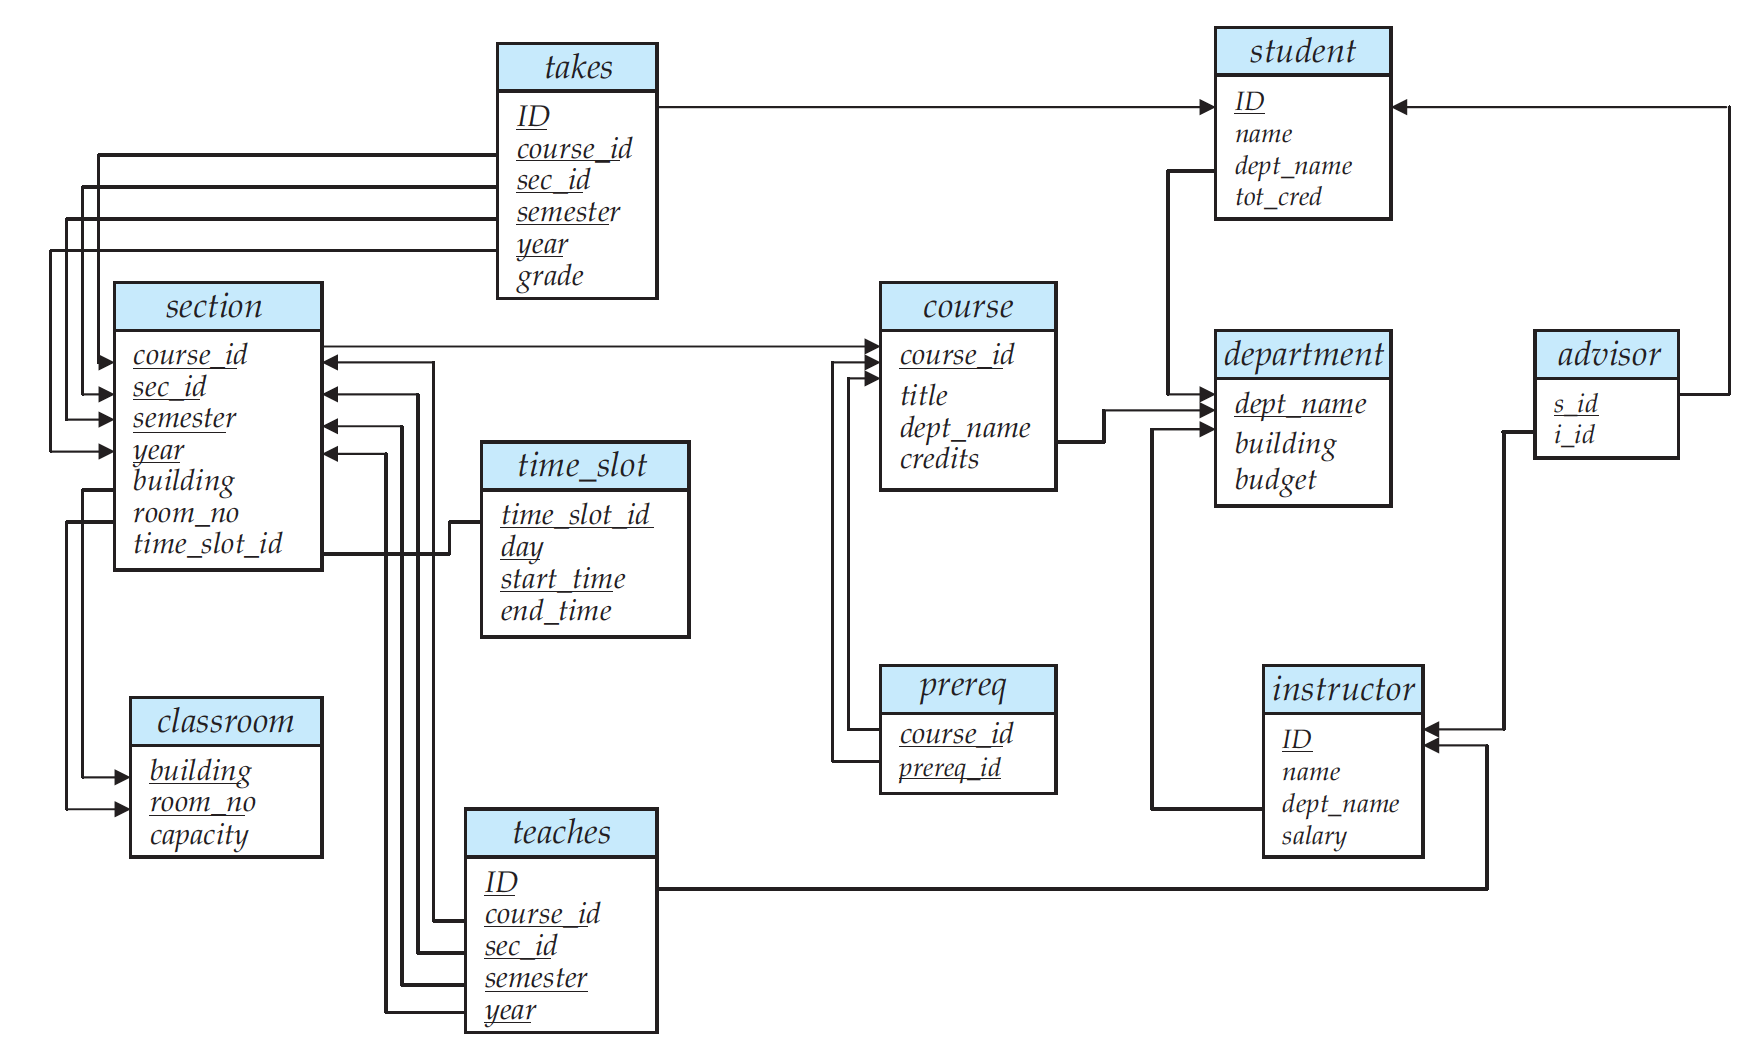 takes
ID
course_id
sec_id
semester
year
grade
student
ID
name
dept_name
tot_cred
section
course_id
sec_id
semester
year
building
room_no
time_slot_id
course
course_id
title
dept_name
credits
department
dept_name
building
budget
advisor
s_id
i_id
time_slot
time_slot_id
day
start_time
end_time
prereq
course_id
prereq_id
instructor
ID
name
dept_name
salary
classroom
building
room_no
capacity
teaches
ID
course_id
sec_id
semester
year